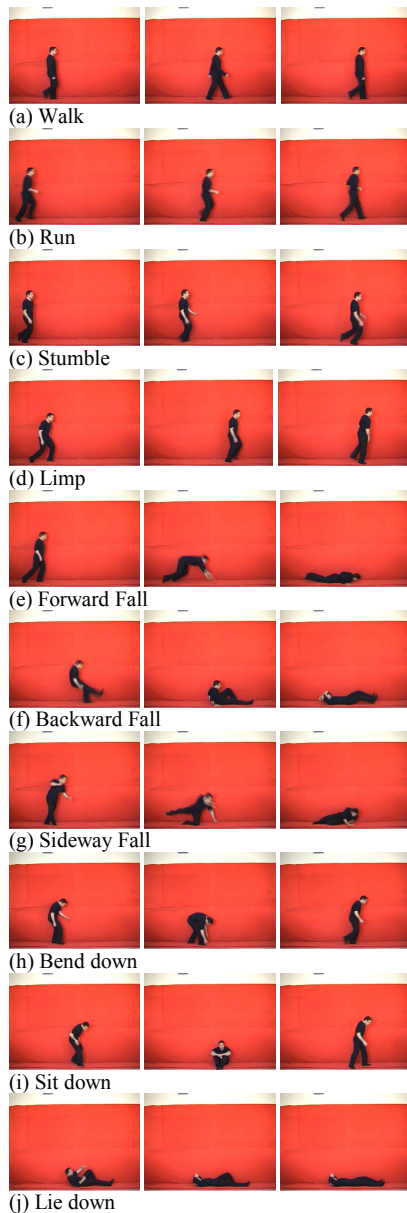 (a) Walk
(b) Run
(c) Stumble
(d) Limp
(e) Forward Fall
(f) Backward Fall
(g) Sideway Fall
(h) Bend down
(i) Sit down
(j) Lie down